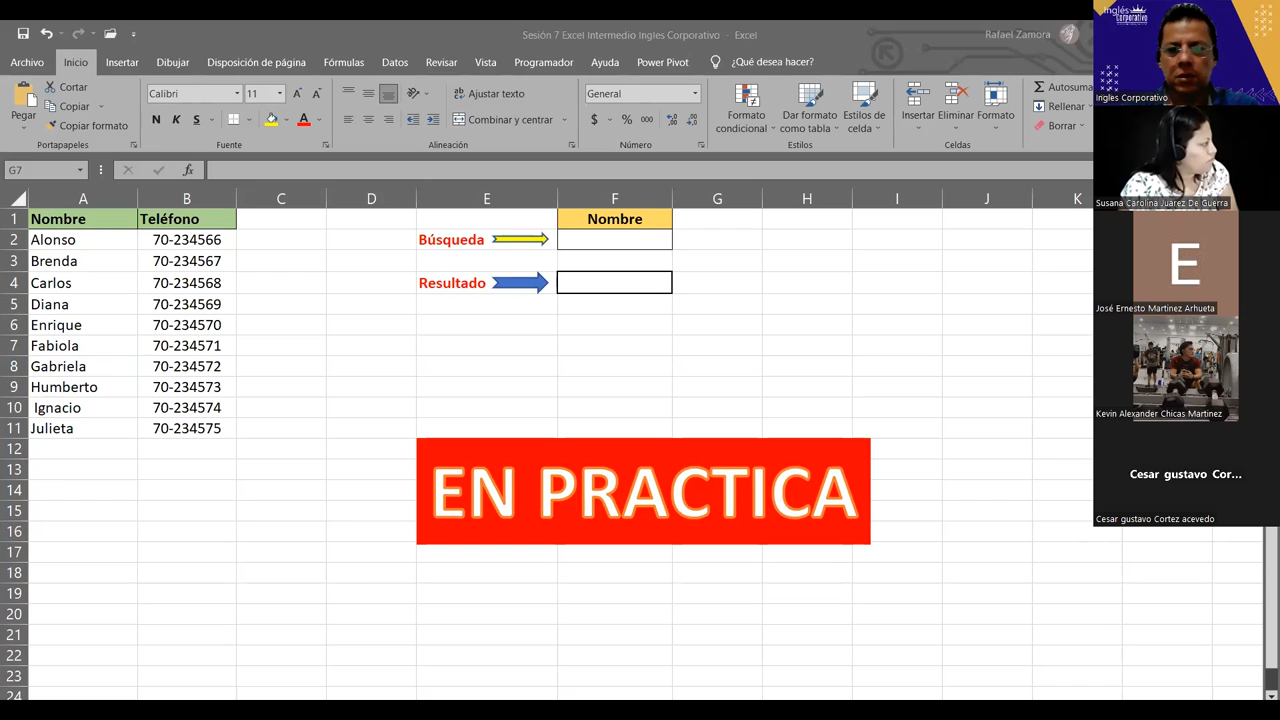 Sesión 7 Excel Intermedio Ingles Corporativo - Excel
Rafael Zamora
Archivo Inicio Insertar Dibujar Disposición de página Fórmulas Datos Revisar Vista Programador Ayuda Power Pivot ¿Qué desea hacer?
Pegar
Cortar
Copiar
Copiar formato
Portapapeles
Calibri 11
N K S
Fuente
Ajustar texto
Combinar y centrar
Alineación
General
$ % 000
Número
Formato condicional
Dar formato como tabla
Estilos de celda
Insertar Eliminar Formato
Celdas
Autosuma
Rellenar
Borrar
G7
fx
A B C D E F G H I J K
1 Nombre Teléfono Nombre
2 Alonso 70-234566 Búsqueda
3 Brenda 70-234567
4 Carlos 70-234568 Resultado
5 Diana 70-234569
6 Enrique 70-234570
7 Fabiola 70-234571
8 Gabriela 70-234572
9 Humberto 70-234573
10 Ignacio 70-234574
11 Julieta 70-234575
12
13
14
15
16
17
18
19
20
21
22
23
24
EN PRACTICA
Inglés
Corporativo
Ingles Corporativo
Susana Carolina Juarez De Guerra
E
José Ernesto Martinez Arhueta
Kevin Alexander Chicas Martinez
Cesar gustavo Cor...
Cesar gustavo Cortez acevedo